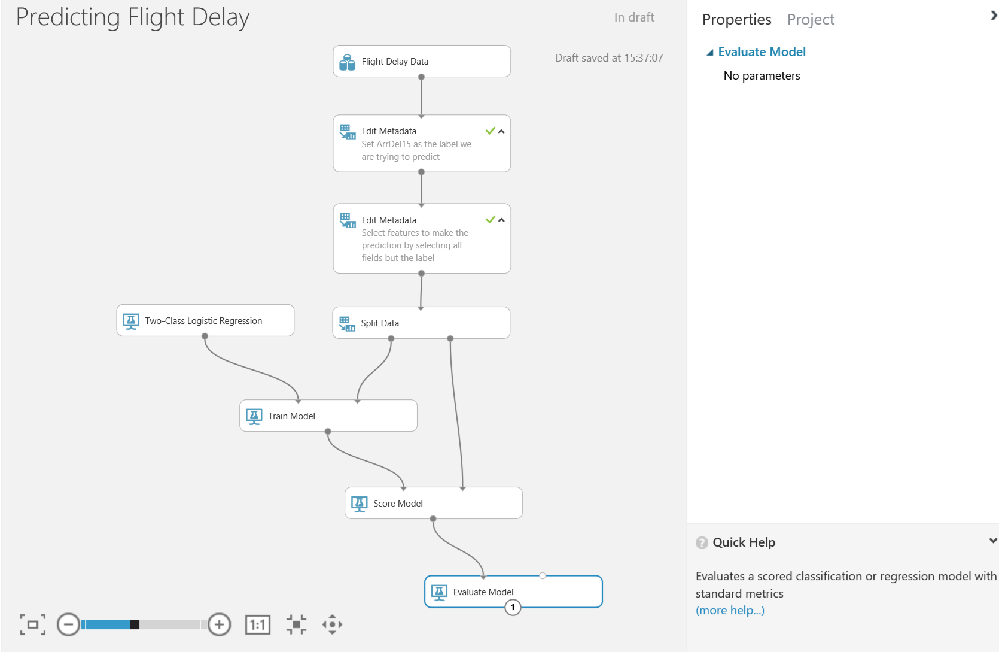 Predicting Flight Delay
In draft
Draft saved at 15:37:07
Flight Delay Data
Edit Metadata
Set ArrDel15 as the label we
are trying to predict
Edit Metadata
Select features to make the
prediction by selecting all
fields but the label
Two-Class Logistic Regression
Split Data
Train Model
Score Model
Evaluate Model
1
1:1
Properties
Project
Evaluate Model
No parameters
? Quick Help
Evaluates a scored classification or regression model with
standard metrics
(more help...)